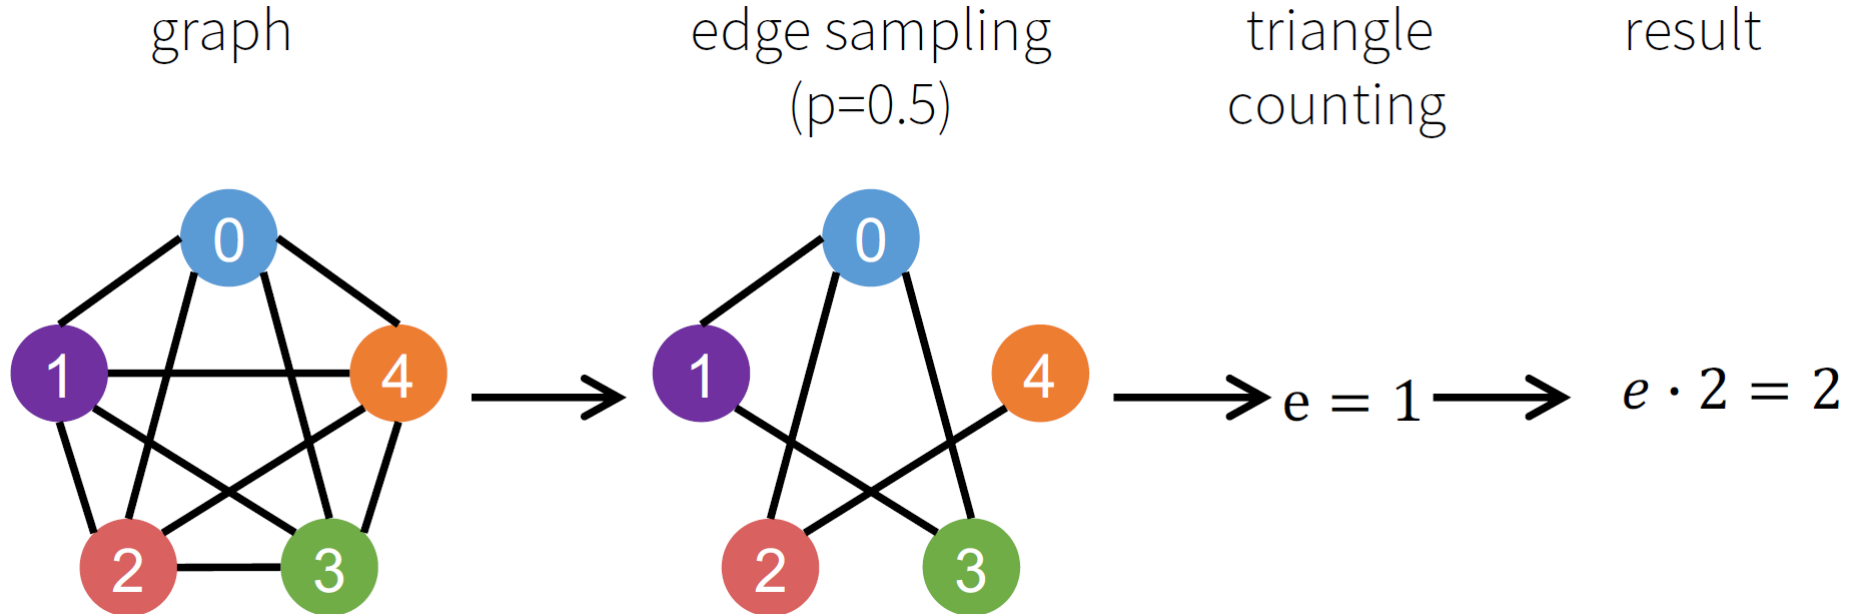 graph
edge sampling
(p=0.5)
triangle
counting
result
0
1
4
2
3
0
1
4
2
3
e = 1
e · 2 = 2